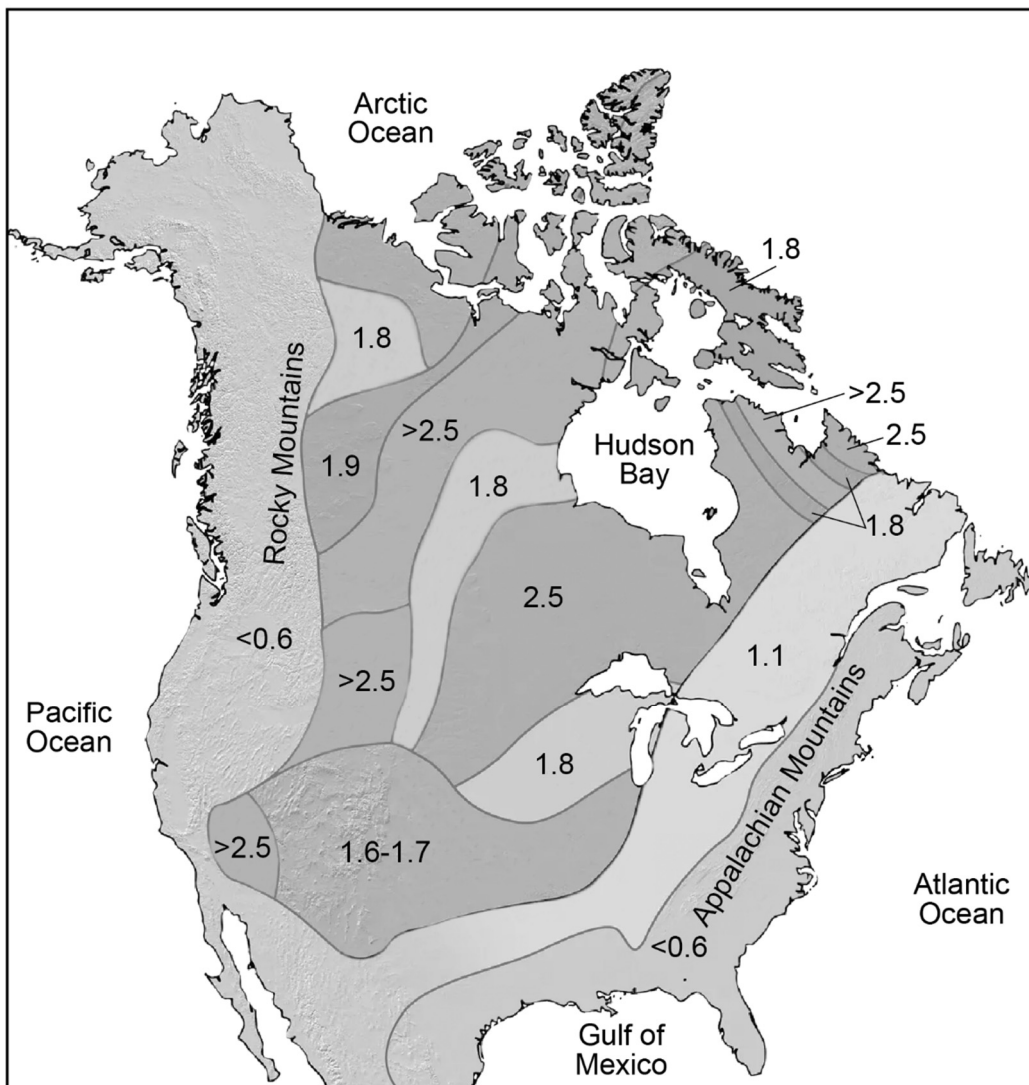 Arctic
Ocean
1.8
1.8
Rocky Mountains
>2.5
>2.5
Hudson
Bay
2.5
1.9
1.8
1.8
2.5
<0.6
1.1
>2.5
Pacific
Ocean
1.8
Appalachian Mountains
>2.5
1.6-1.7
Atlantic
Ocean
<0.6
Gulf of
Mexico